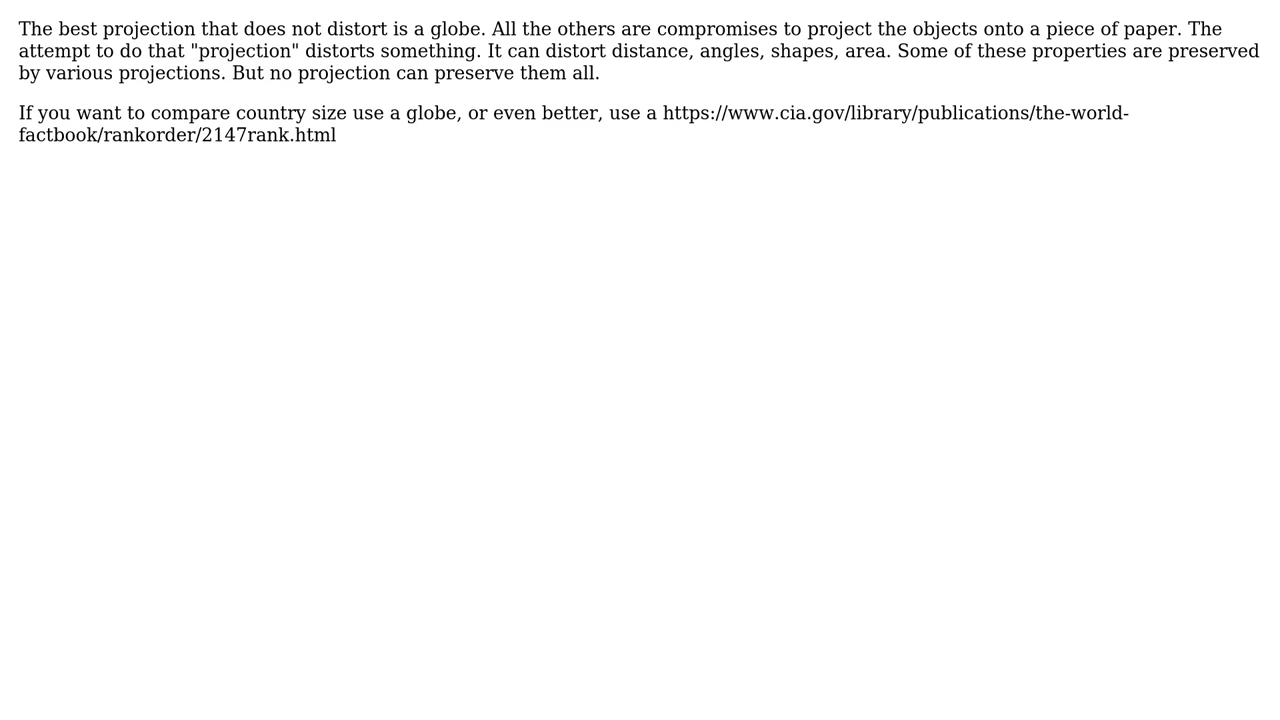 The best projection that does not distort is a globe. All the others are compromises to project the objects onto a piece of paper. The
attempt to do that "projection" distorts something. It can distort distance, angles, shapes, area. Some of these properties are preserved
by various projections. But no projection can preserve them all.
If you want to compare country size use a globe, or even better, use a https://www.cia.gov/library/publications/the-world-
factbook/rankorder/2147rank.html